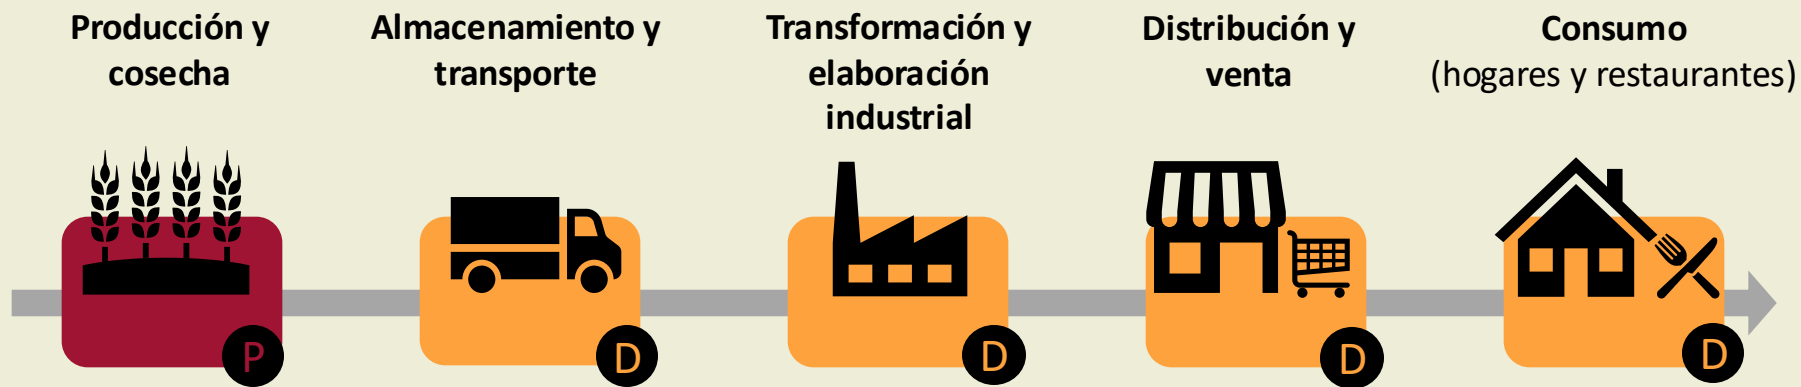 Producción y
cosecha
Almacenamiento y
transporte
Transformación y
elaboración
industrial
Distribución y
venta
Consumo
(hogares y restaurantes)
P
D
D
D
D